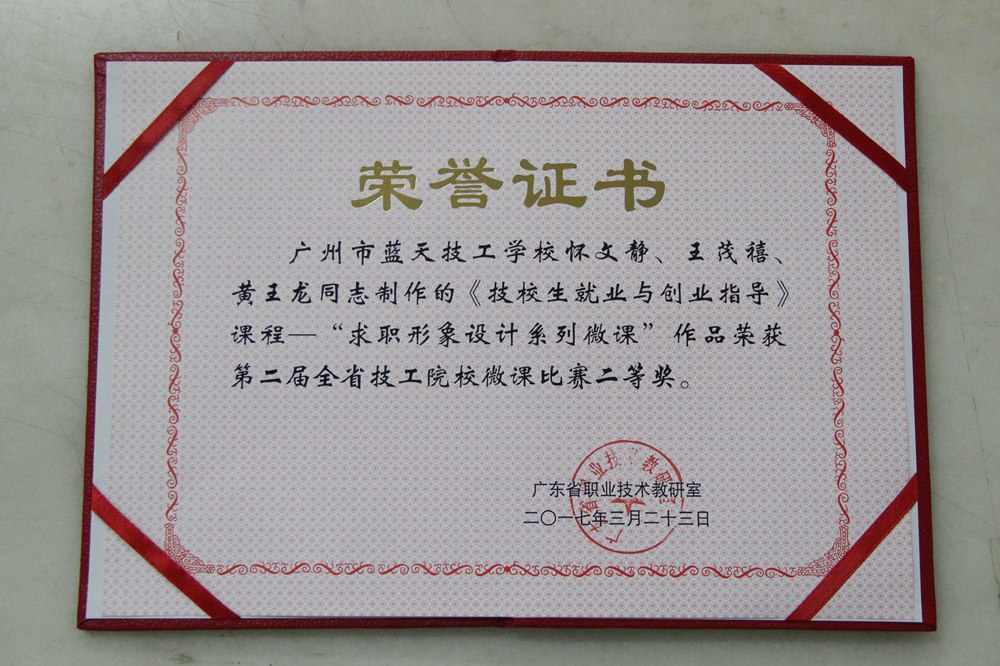 荣誉证书
广州市蓝天技工学校怀文静、王茂禧、
黄王龙同志制作的《技校生就业与创业指导》
课程—“求职形象设计系列微课”作品荣获
第二届全省技工院校微课比赛二等奖。
广东省职业技术教研室
二〇一七年三月二十三日